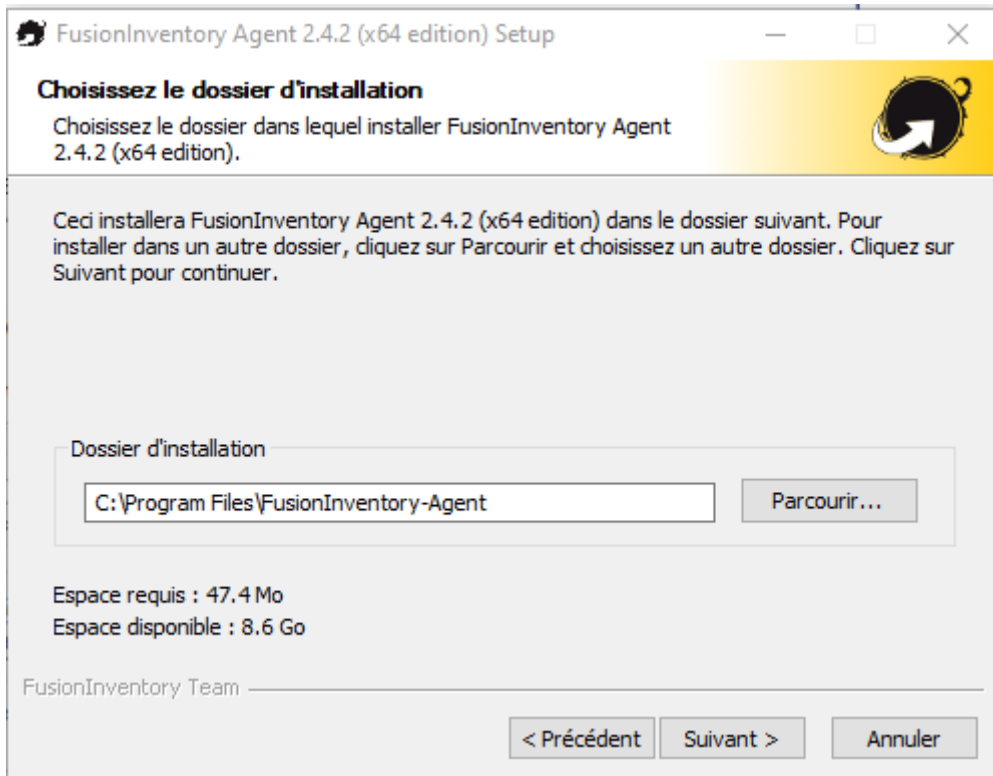 FusionInventory Agent 2.4.2 (x64 edition) Setup
Choisissez le dossier d'installation
Choisissez le dossier dans lequel installer FusionInventory Agent
2.4.2 (x64 edition).
Ceci installera FusionInventory Agent 2.4.2 (x64 edition) dans le dossier suivant. Pour
installer dans un autre dossier, cliquez sur Parcourir et choisissez un autre dossier. Cliquez sur
Suivant pour continuer.
Dossier d'installation
C:\Program Files\FusionInventory-Agent
Parcourir...
Espace requis : 47.4 Mo
Espace disponible : 8.6 Go
FusionInventory Team
< Précédent
Suivant >
Annuler